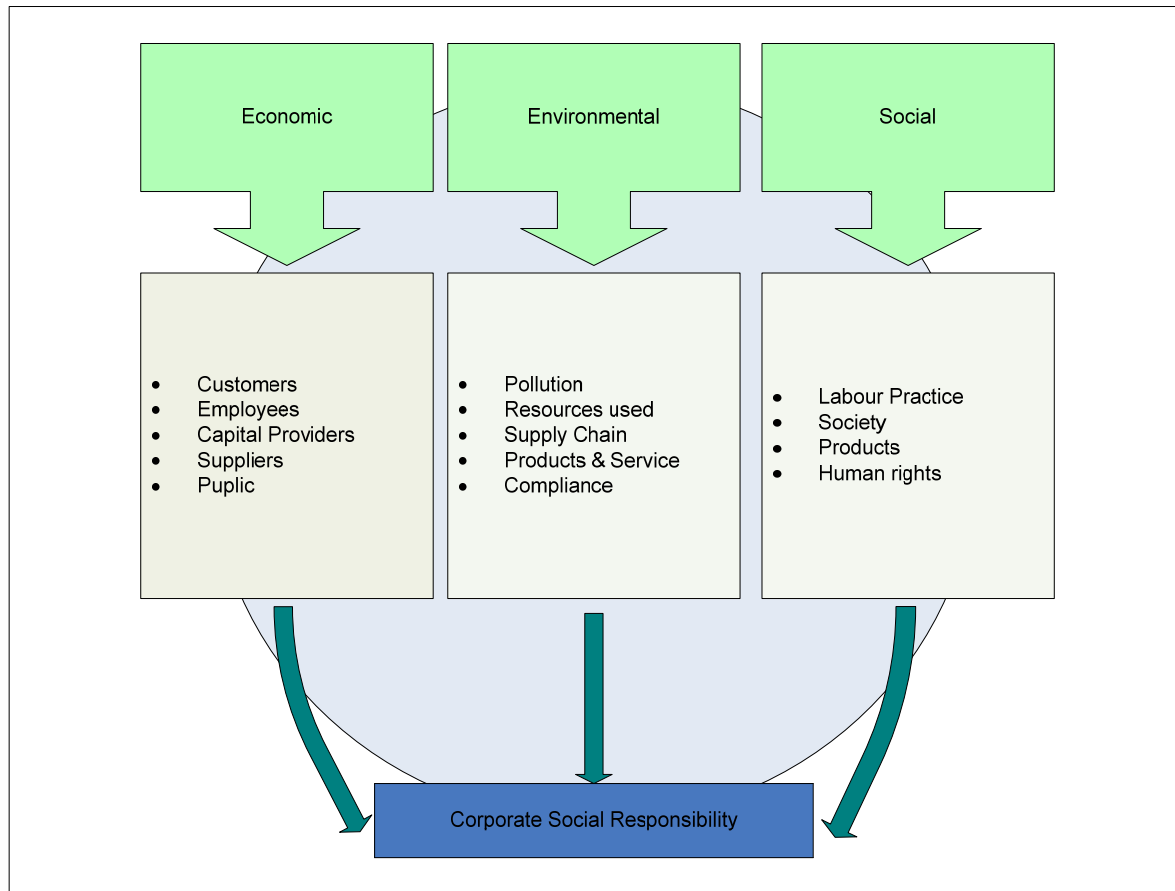 Economic
Environmental
Social
• Customers
• Employees
• Capital Providers
• Suppliers
• Puplic
• Pollution
• Resources used
• Supply Chain
• Products & Service
• Compliance
• Labour Practice
• Society
• Products
• Human rights
Corporate Social Responsibility